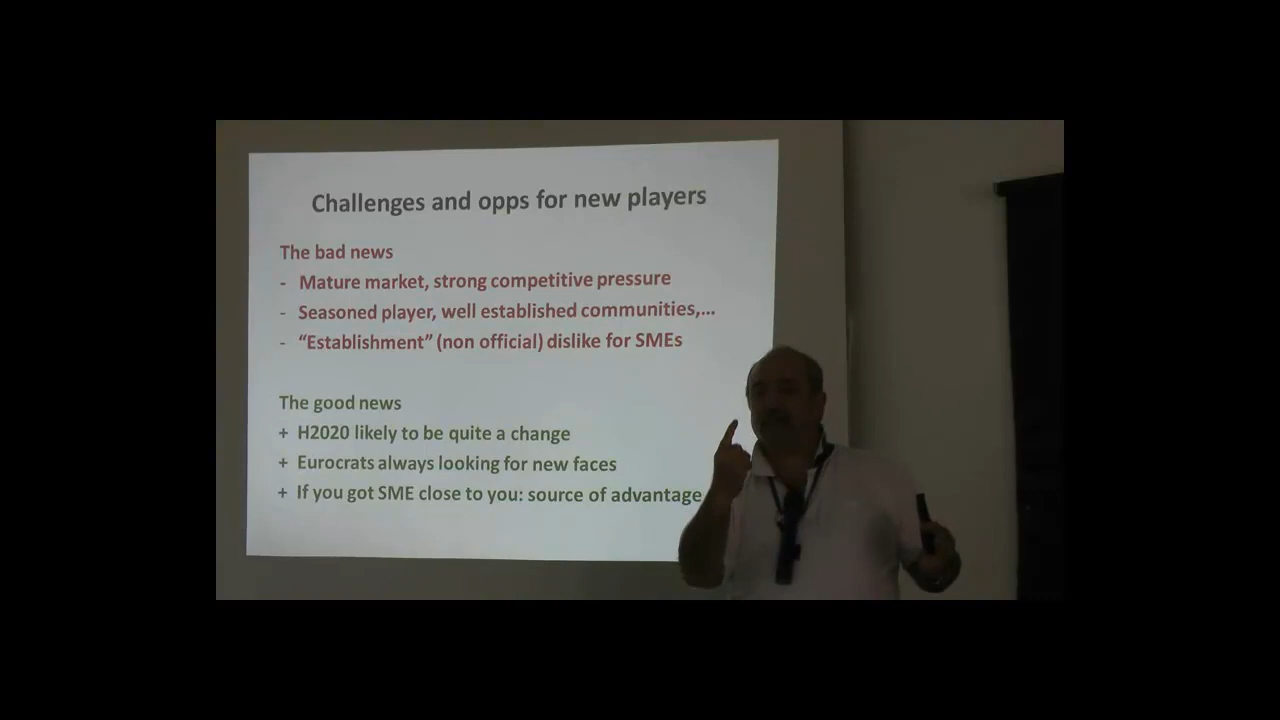 Challenges and opps for new players
The bad news
- Mature market, strong competitive pressure
- Seasoned player, well established communities,...
- “Establishment” (non official) dislike for SMEs
The good news
+ H2020 likely to be quite a change
+ Eurocrats always looking for new faces
+ If you got SME close to you: source of advantage